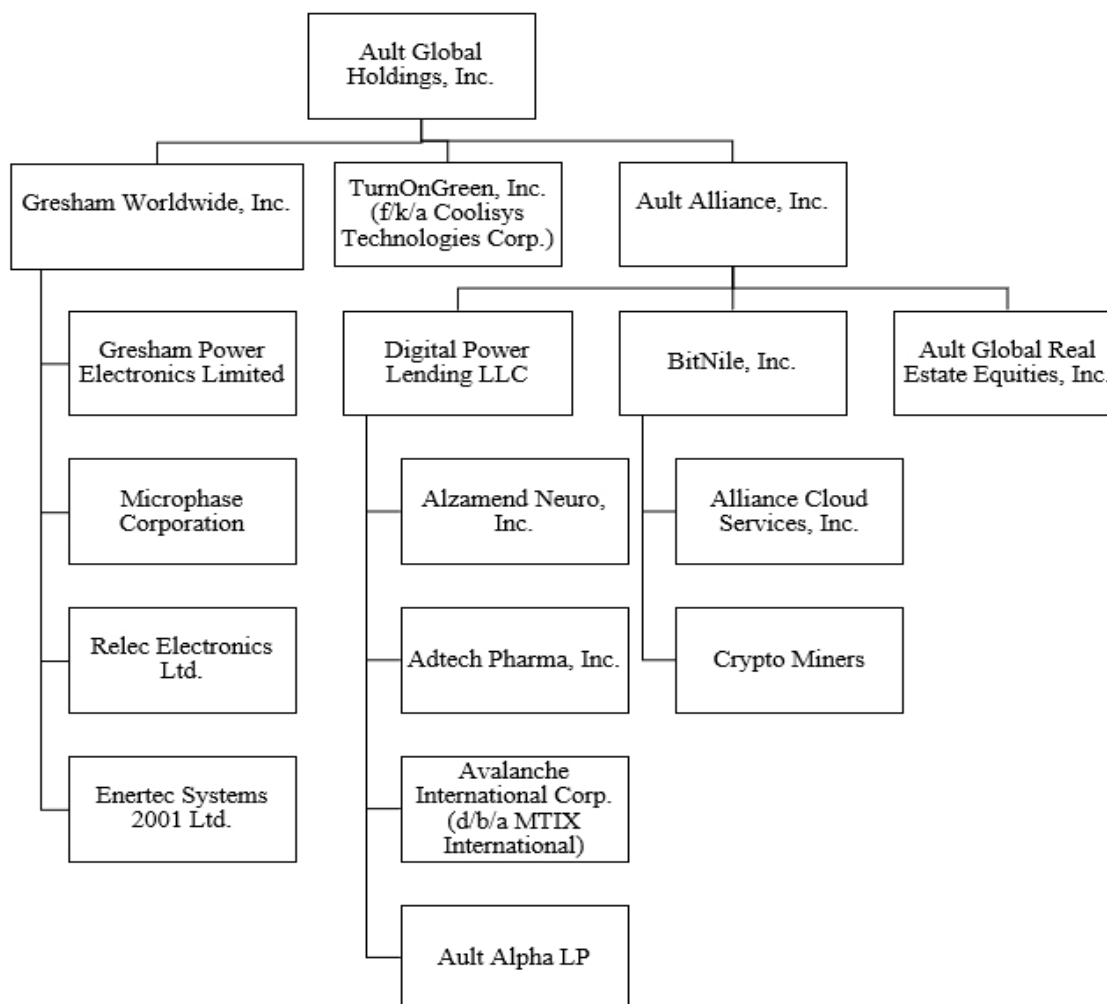 Ault Global
Holdings, Inc.
Gresham Worldwide, Inc.
TurnOnGreen, Inc.
(f/k/a Coolisys
Technologies Corp.)
Ault Alliance, Inc.
Gresham Power
Electronics Limited
Digital Power
Lending LLC
BitNile, Inc.
Ault Global Real
Estate Equities, Inc.
Microphase
Corporation
Alzamend Neuro,
Inc.
Alliance Cloud
Services, Inc.
Relec Electronics
Ltd.
Adtech Pharma, Inc.
Crypto Miners
Enertec Systems
2001 Ltd.
Avalanche
International Corp.
(d/b/a MTIX
International)
Ault Alpha LP